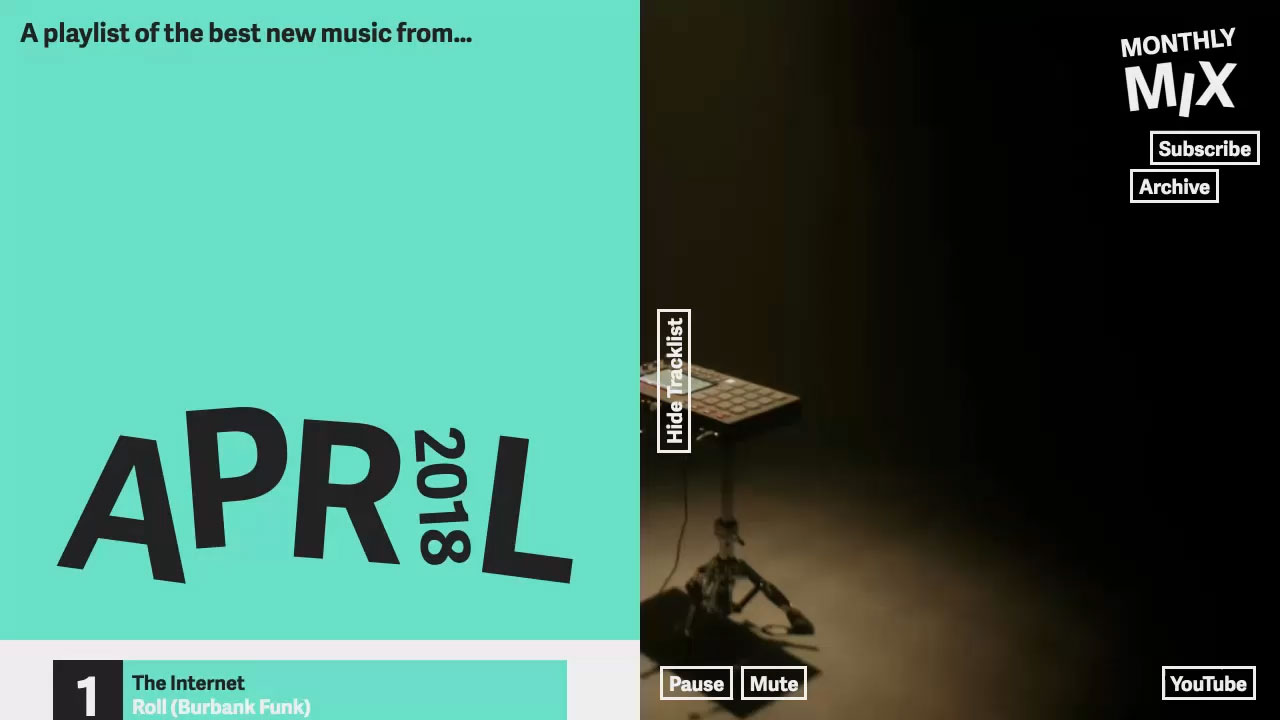 A playlist of the best new music from...
APRIL
2018
1
The Internet
Roll (Burbank Funk)
MONTHLY
MIX
Subscribe
Archive
Hide Tracklist
Pause
Mute
YouTube